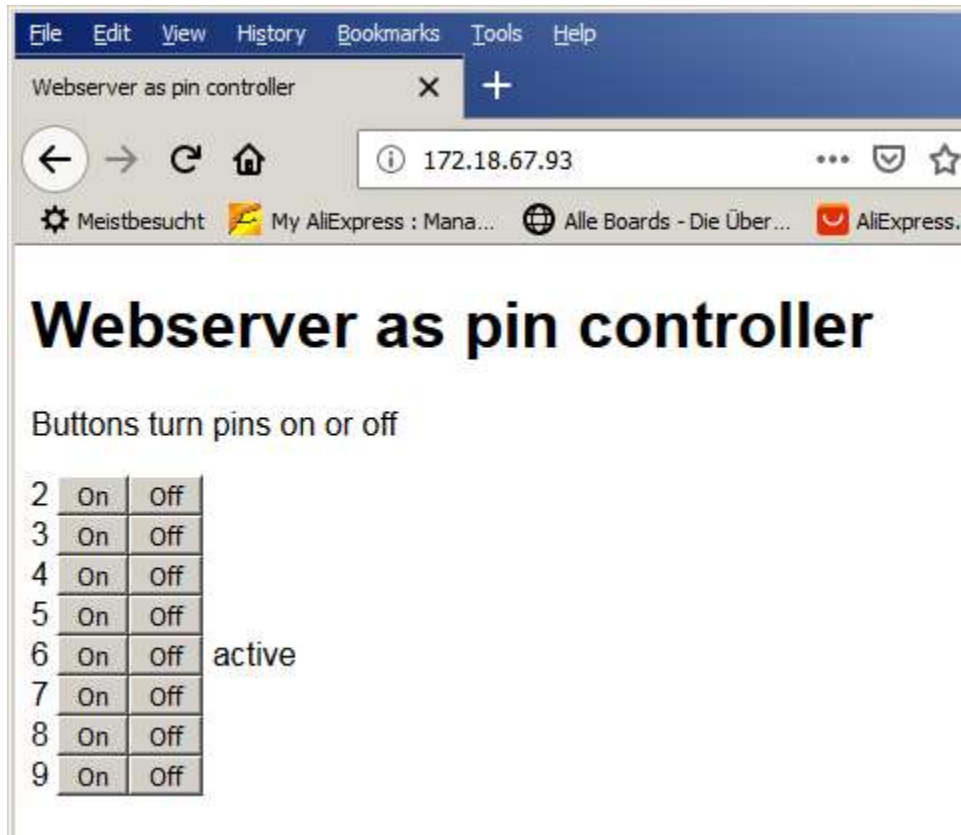 File Edit View History Bookmarks Tools Help
Webserver as pin controller
172.18.67.93
Meistbesucht My AliExpress : Mana... Alle Boards - Die Über... AliExpress.
Webserver as pin controller
Buttons turn pins on or off
2 On Off
3 On Off
4 On Off
5 On Off
6 On Off active
7 On Off
8 On Off
9 On Off